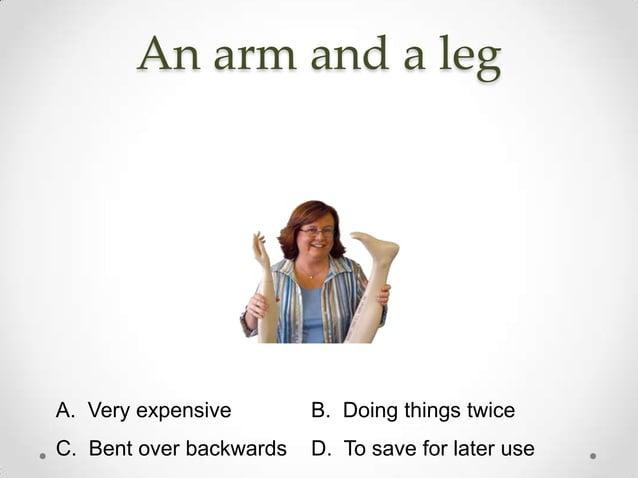 An arm and a leg
A. Very expensive
B. Doing things twice
C. Bent over backwards
D. To save for later use